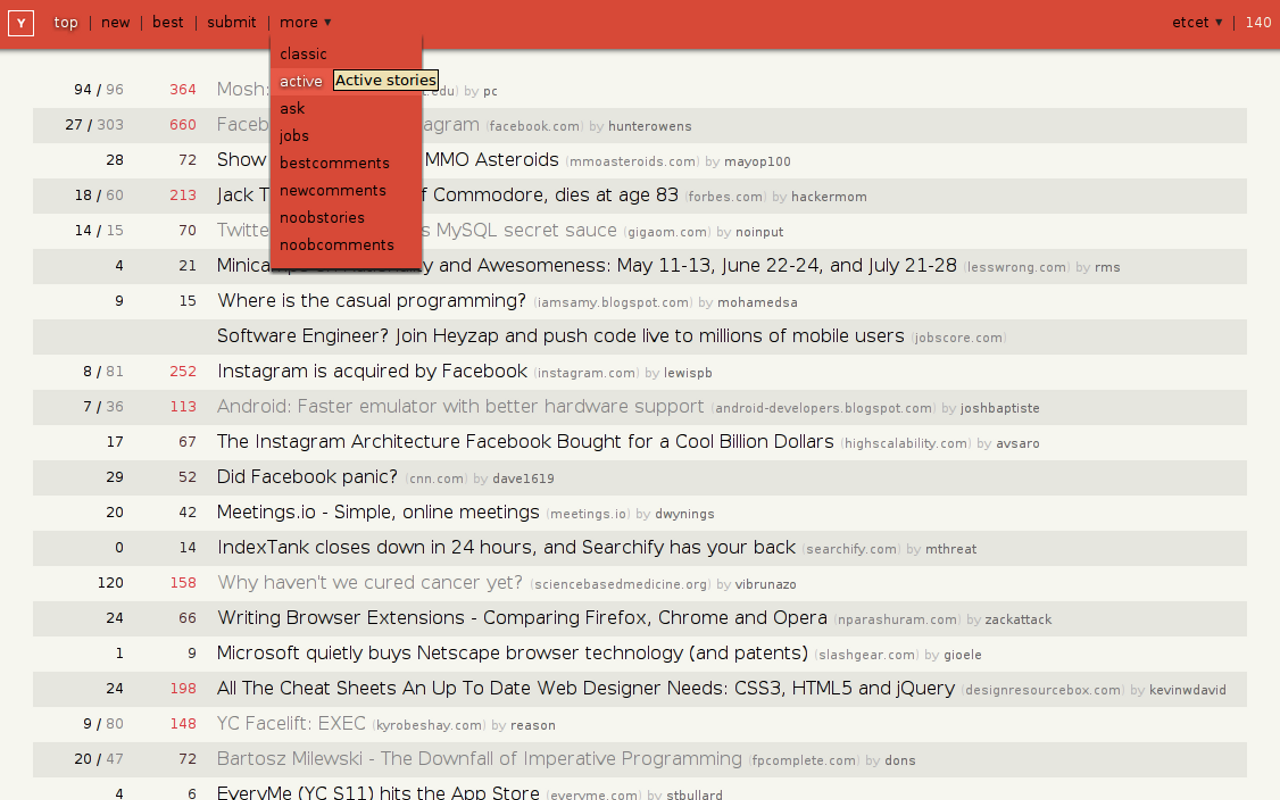 Y top | new | best | submit | more ▾ etcet ▾ | 140
classic
active Active stories
ask
jobs
bestcomments
newcomments
noobstories
noobcomments
94 / 96 364 Mosh: .edu) by pc
27 / 303 660 Faceb agram (facebook.com) by hunterowens
28 72 Show MMO Asteroids (mmoasteroids.com) by mayop100
18 / 60 213 Jack T f Commodore, dies at age 83 (forbes.com) by hackermom
14 / 15 70 Twitte s MySQL secret sauce (gigaom.com) by noinput
4 21 Minica y and Awesomeness: May 11-13, June 22-24, and July 21-28 (lesswrong.com) by rms
9 15 Where is the casual programming? (iamsamy.blogspot.com) by mohamedsa
Software Engineer? Join Heyzap and push code live to millions of mobile users (jobscore.com)
8 / 81 252 Instagram is acquired by Facebook (instagram.com) by lewispb
7 / 36 113 Android: Faster emulator with better hardware support (android-developers.blogspot.com) by joshbaptiste
17 67 The Instagram Architecture Facebook Bought for a Cool Billion Dollars (highscalability.com) by avsaro
29 52 Did Facebook panic? (cnn.com) by dave1619
20 42 Meetings.io - Simple, online meetings (meetings.io) by dwynings
0 14 IndexTank closes down in 24 hours, and Searchify has your back (searchify.com) by mthreat
120 158 Why haven't we cured cancer yet? (sciencebasedmedicine.org) by vibrunazo
24 66 Writing Browser Extensions - Comparing Firefox, Chrome and Opera (nparashuram.com) by zackattack
1 9 Microsoft quietly buys Netscape browser technology (and patents) (slashgear.com) by gioele
24 198 All The Cheat Sheets An Up To Date Web Designer Needs: CSS3, HTML5 and jQuery (designresourcebox.com) by kevinwdavid
9 / 80 148 YC Facelift: EXEC (kyrobeshay.com) by reason
20 / 47 72 Bartosz Milewski - The Downfall of Imperative Programming (fpcomplete.com) by dons
4 6 EveryMe (YC S11) hits the App Store (everyme.com) by stbullard